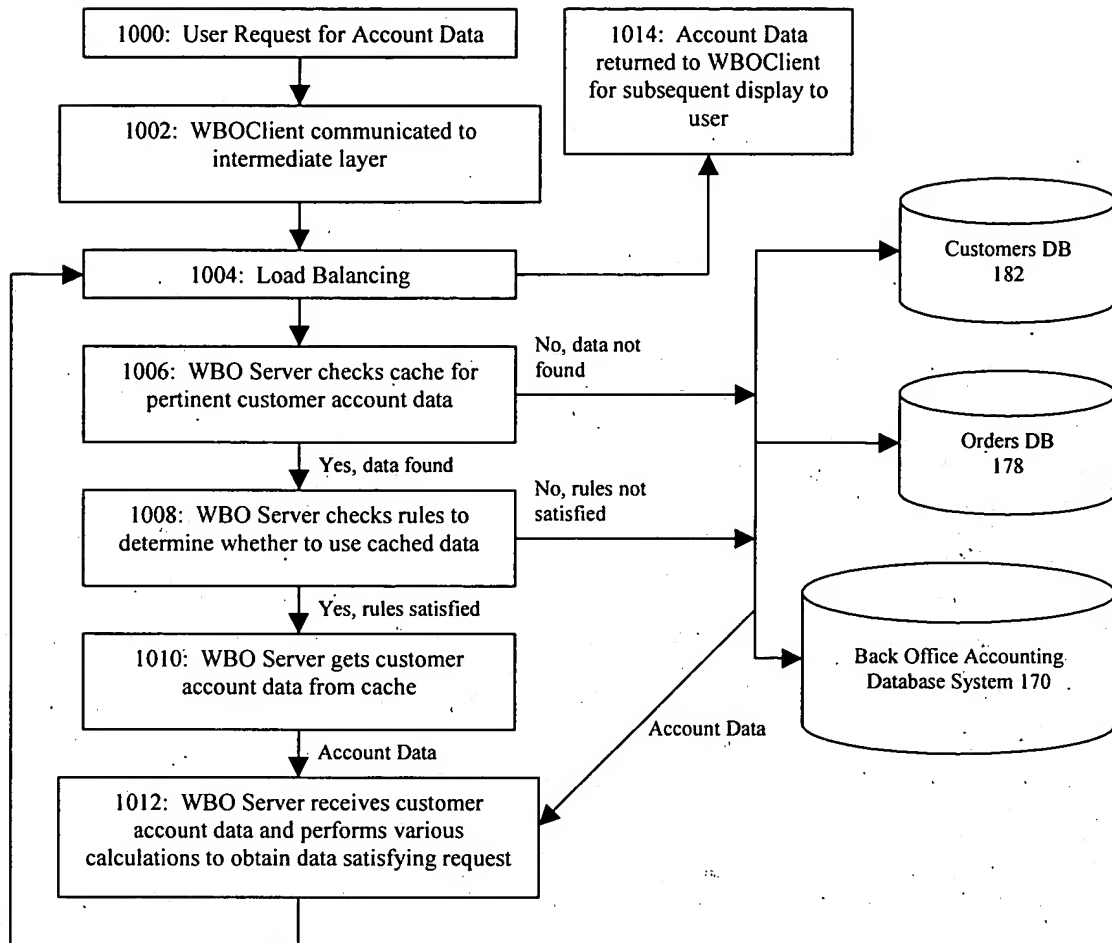 1000: User Request for Account Data
1014: Account Data
returned to WBOClient
for subsequent display to
user
1002: WBOClient communicated to
intermediate layer
1004: Load Balancing
Customers DB
182
No, data not
found
1006: WBO Server checks cache for
pertinent customer account data
Yes, data found
Orders DB
178
No, rules not
satisfied
1008: WBO Server checks rules to
determine whether to use cached data
Yes, rules satisfied
1010: WBO Server gets customer
account data from cache
Back Office Accounting
Database System 170
Account Data
Account Data
1012: WBO Server receives customer
account data and performs various
calculations to obtain data satisfying request